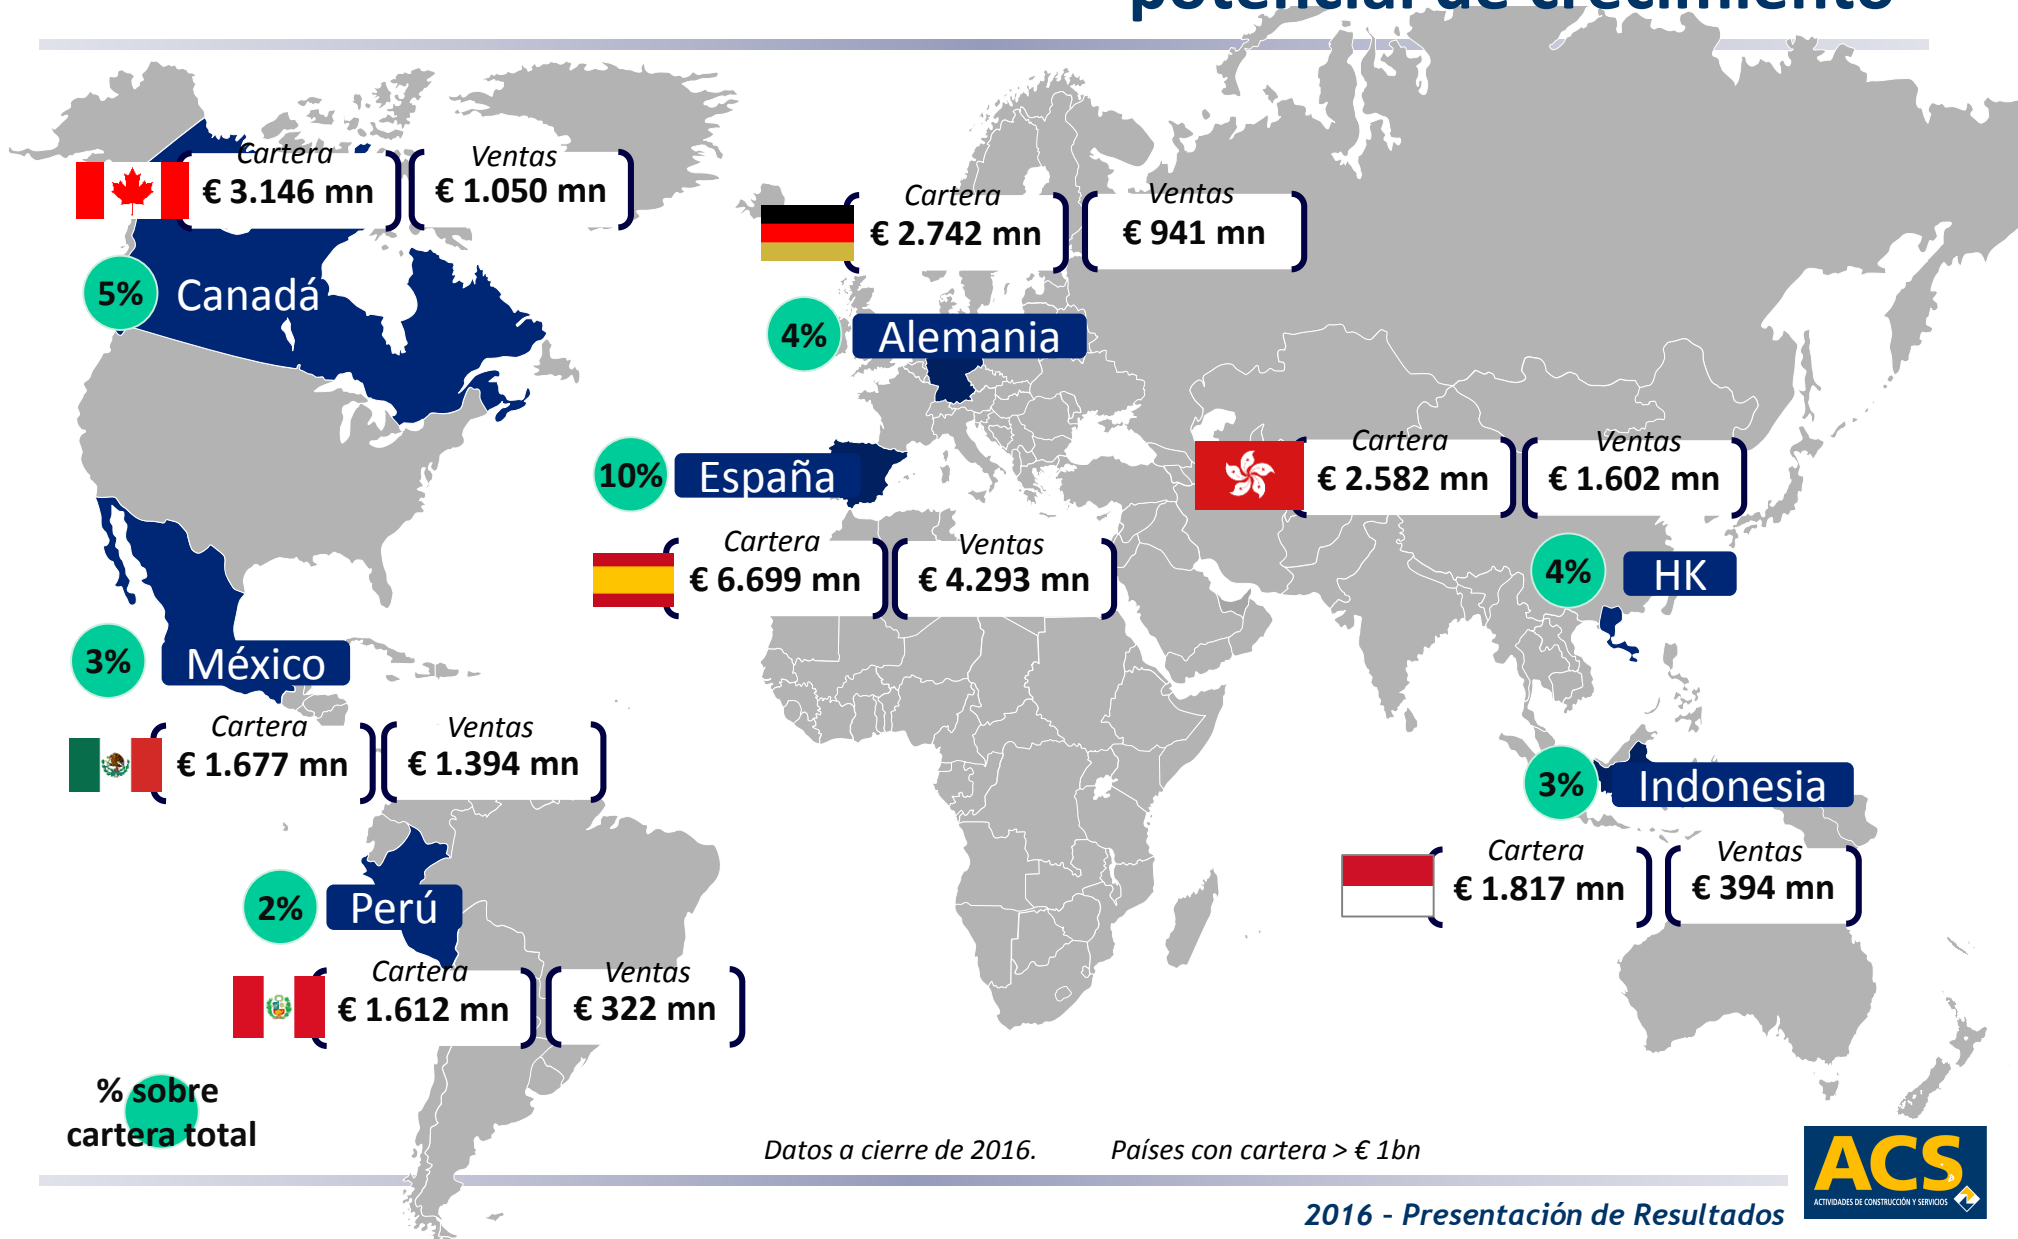 potencial de crecimiento
Cartera
€ 3.146 mn
Ventas
€ 1.050 mn
5%
Canadá
Cartera
€ 2.742 mn
Ventas
€ 941 mn
4%
Alemania
10%
España
Cartera
€ 6.699 mn
Ventas
€ 4.293 mn
Cartera
€ 2.582 mn
Ventas
€ 1.602 mn
4%
HK
3%
México
Cartera
€ 1.677 mn
Ventas
€ 1.394 mn
3%
Indonesia
Cartera
€ 1.817 mn
Ventas
€ 394 mn
2%
Perú
Cartera
€ 1.612 mn
Ventas
€ 322 mn
% sobre
cartera total
Datos a cierre de 2016.
Países con cartera > € 1bn
ACS
ACTIVIDADES DE CONSTRUCCIÓN Y SERVICIOS
2016 – Presentación de Resultados